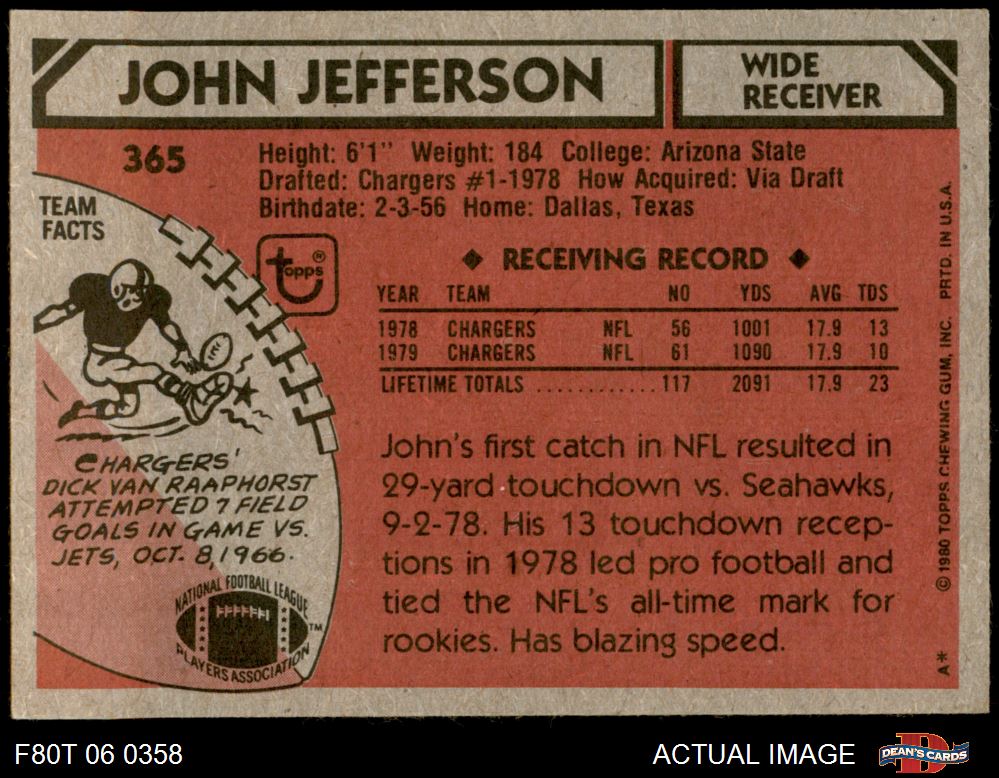 JOHN JEFFERSON
WIDE
RECEIVER
365
Height: 6'1" Weight: 184 College: Arizona State
Drafted: Chargers #1-1978 How Acquired: Via Draft
Birthdate: 2-3-56 Home: Dallas, Texas
TEAM
FACTS
topps®
◆ RECEIVING RECORD ◆
YEAR TEAM NO YDS AVG TDS
1978 CHARGERS NFL 56 1001 17.9 13
1979 CHARGERS NFL 61 1090 17.9 10
LIFETIME TOTALS ............ 117 2091 17.9 23
John's first catch in NFL resulted in
29-yard touchdown vs. Seahawks,
9-2-78. His 13 touchdown recep-
tions in 1978 led pro football and
tied the NFL's all-time mark for
rookies. Has blazing speed.
CHARGERS'
DICK VAN RAAPHORST
ATTEMPTED 7 FIELD
GOALS IN GAME VS.
JETS, OCT. 8, 1966.
NATIONAL FOOTBALL LEAGUE
PLAYERS ASSOCIATION
TM
© 1980 TOPPS CHEWING GUM, INC. PRTD. IN U.S.A.
A*
F80T 06 0358
ACTUAL IMAGE
D
DEAN'S CARDS